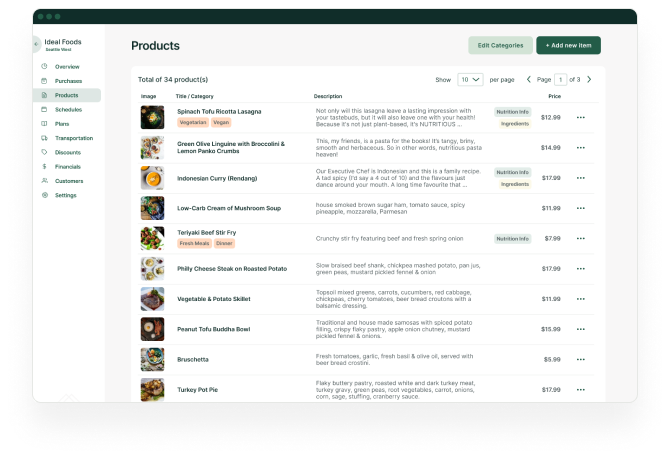 Ideal Foods
Seattle West
Overview
Purchases
Products
Schedules
Plans
Transportation
Discounts
Financials
Customers
Settings
Products
Edit Categories
+ Add new item
Total of 34 product(s)
Show 10 per page Page 1 of 3
Image Title / Category Description Price
Spinach Tofu Ricotta Lasagna
Vegetarian Vegan
Not only will this lasagna leave a lasting impression with
your tastebuds, but it will also leave one with your health!
Because it's not just plant-based, it's NUTRITIOUS ...
Nutrition Info
Ingredients
$12.99
Green Olive Linguine with Broccolini &
Lemon Panko Crumbs
This, my friends, is a pasta for the books! It's tangy, briny,
smooth and herbaceous. So in other words, nutritious pasta
heaven!
$14.99
Indonesian Curry (Rendang)
Our Executive Chef is Indonesian and this is a family recipe.
A tad spicy (I'd say a 4 out of 10) and the flavours just
dance around your mouth. A long time favourite that ...
Nutrition Info
Ingredients
$17.99
Low-Carb Cream of Mushroom Soup
house smoked brown sugar ham, tomato sauce, spicy
pineapple, mozzarella, Parmesan
$11.99
Teriyaki Beef Stir Fry
Fresh Meals Dinner
Crunchy stir fry featuring beef and fresh spring onion
Nutrition Info
$7.99
Philly Cheese Steak on Roasted Potato
Slow braised beef shank, chickpea mashed potato, pan jus,
green peas, mustard pickled fennel & onion
$17.99
Vegetable & Potato Skillet
Topsoil mixed greens, carrots, cucumbers, red cabbage,
chickpeas, cherry tomatoes, beer bread croutons with a
balsamic dressing.
$11.99
Peanut Tofu Buddha Bowl
Traditional and house made samosas with spiced potato
filling, crispy flaky pastry, apple onion chutney, mustard
pickled fennel & onions.
$15.99
Bruschetta
Fresh tomatoes, garlic, fresh basil & olive oil, served with
beer bread crostini.
$5.99
Turkey Pot Pie
Flaky buttery pastry, roasted white and dark turkey meat,
turkey gravy, green peas, root vegetables, carrot, onions,
corn, sage, stuffing, cranberry sauce.
$17.99